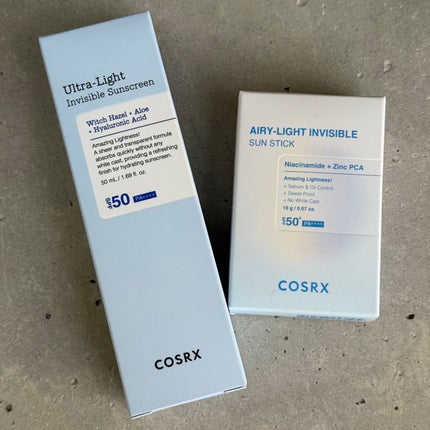 Ultra-Light
Invisible Sunscreen
Witch Hazel • Aloe
• Hyaluronic Acid
Amazing Lightness!
A sheer and transparent formula
absorbs quickly without any
white cast, providing a refreshing
finish for hydrating sunscreen.
50 mL / 1.69 fl. oz.
SPF 50 PA++++
COSRX
AIRY-LIGHT INVISIBLE
SUN STICK
Niacinamide + Zinc PCA
Amazing Lightness!
+ Sebum & Oil Control
+ Sweat-Proof
+ No White Cast
19 g / 0.67 oz.
SPF 50+ PA++++
COSRX